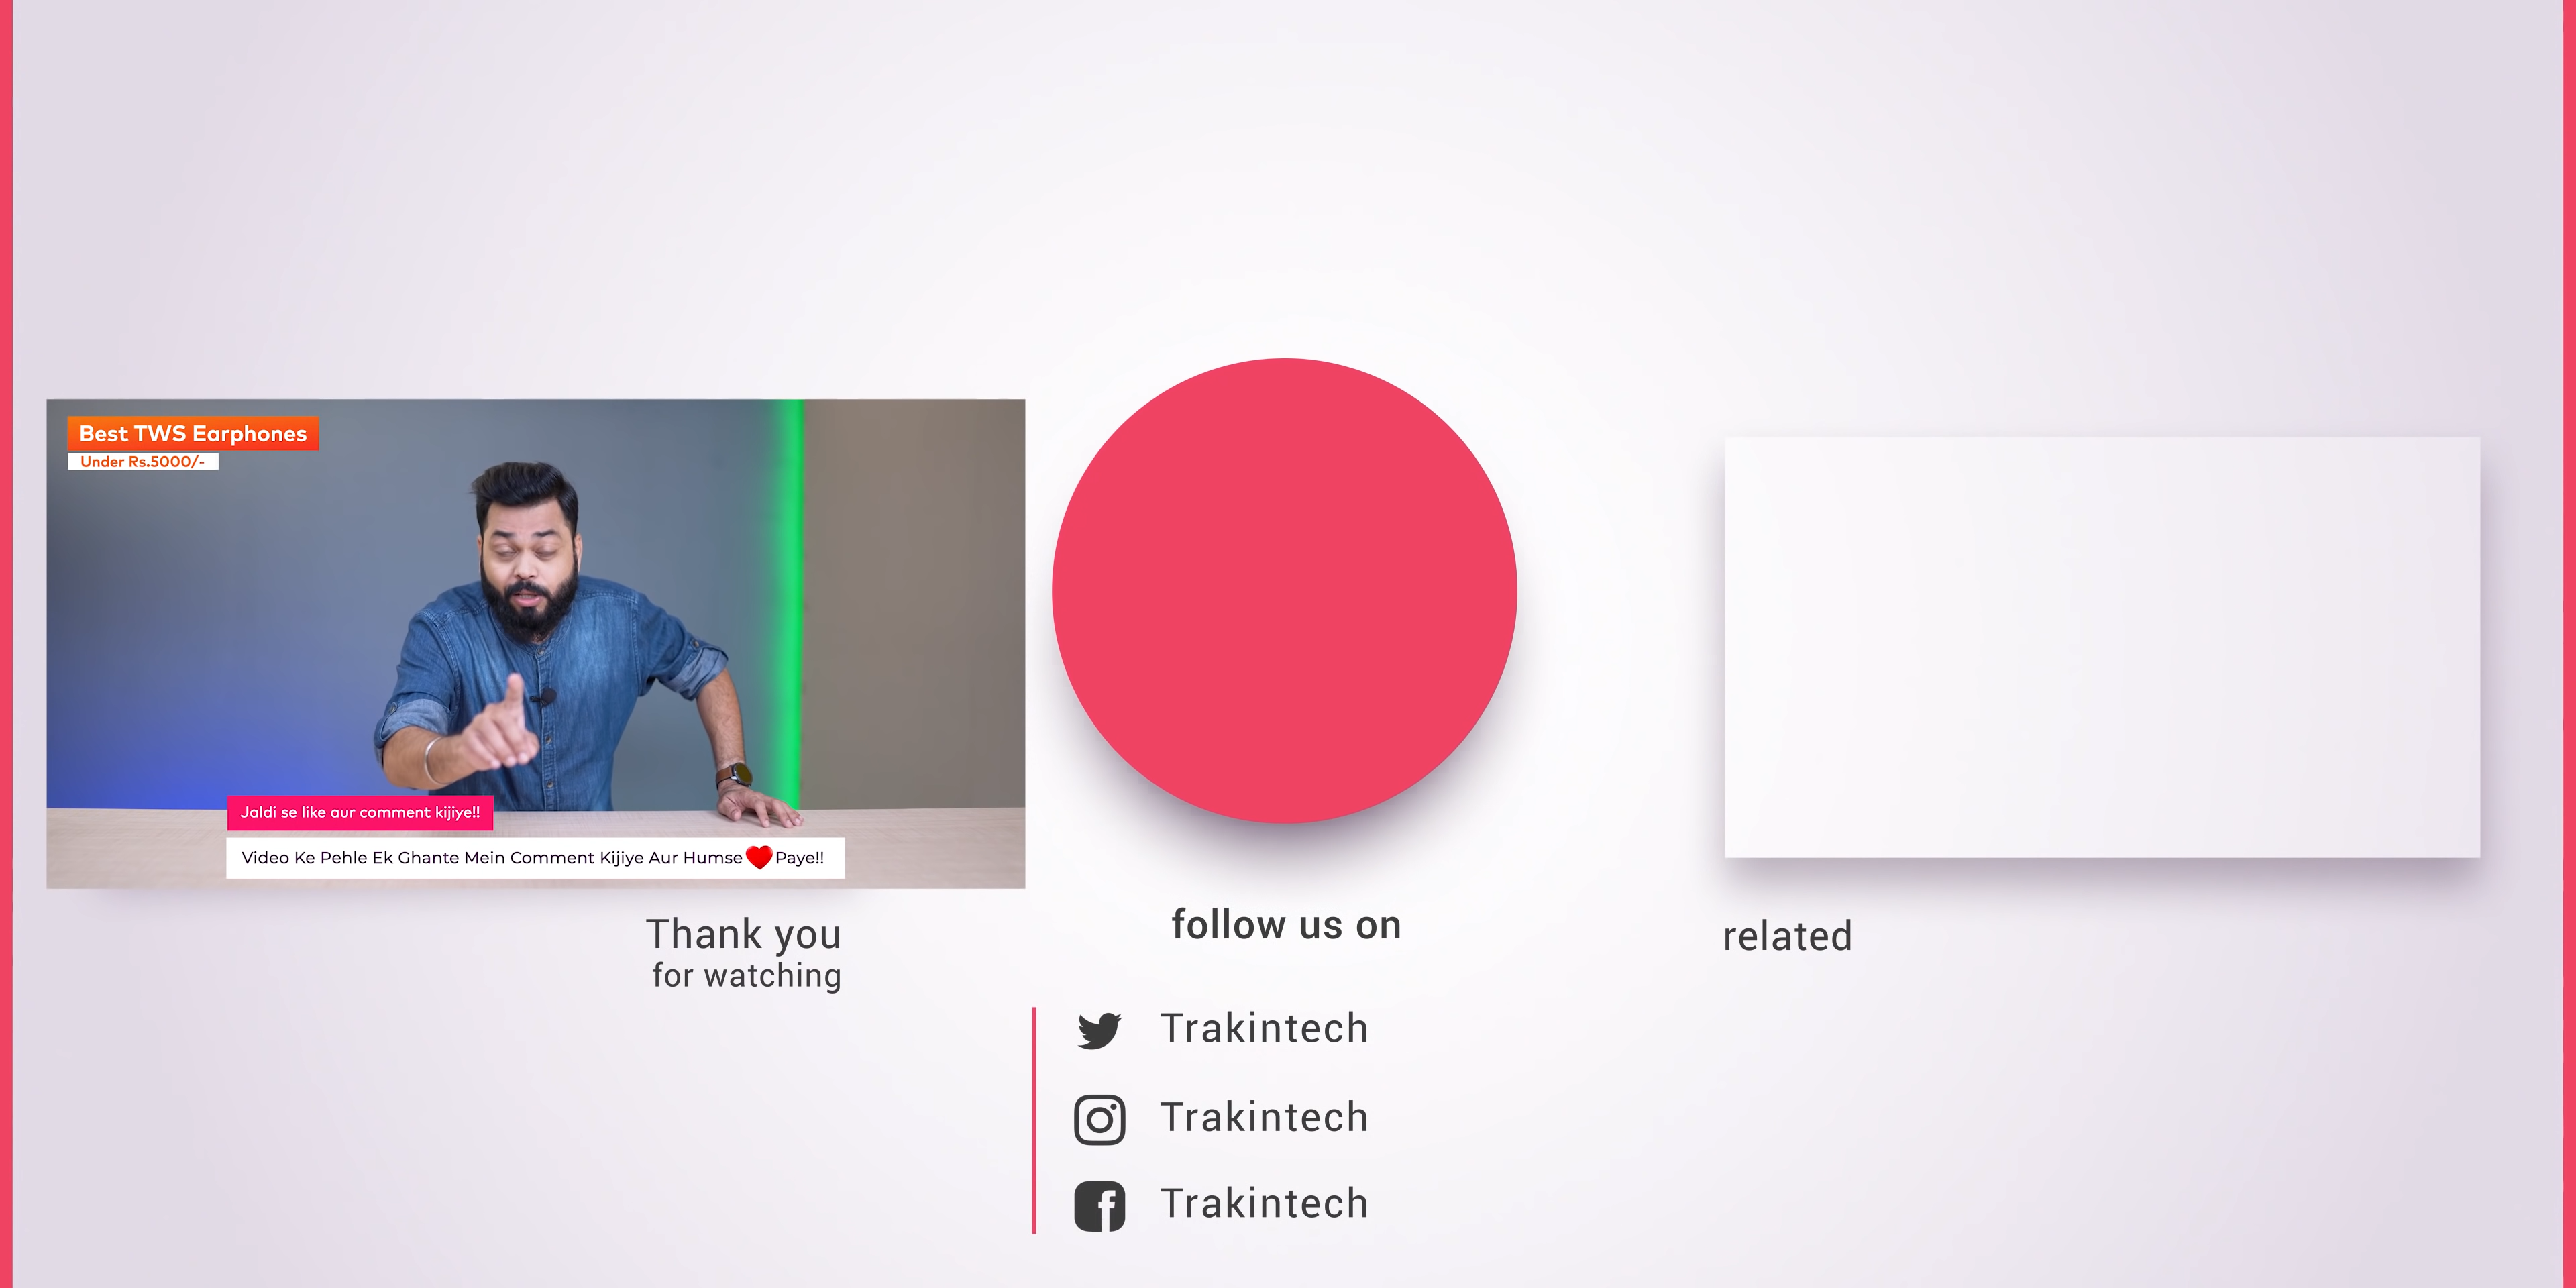 Best TWS Earphones
Under Rs.5000/-
Jaldi se like aur comment kijiye!!
Video Ke Pehle Ek Ghante Mein Comment Kijiye Aur Humse ❤️ Paye!!
Thank you
for watching
follow us on
Trakintech
Trakintech
Trakintech
related